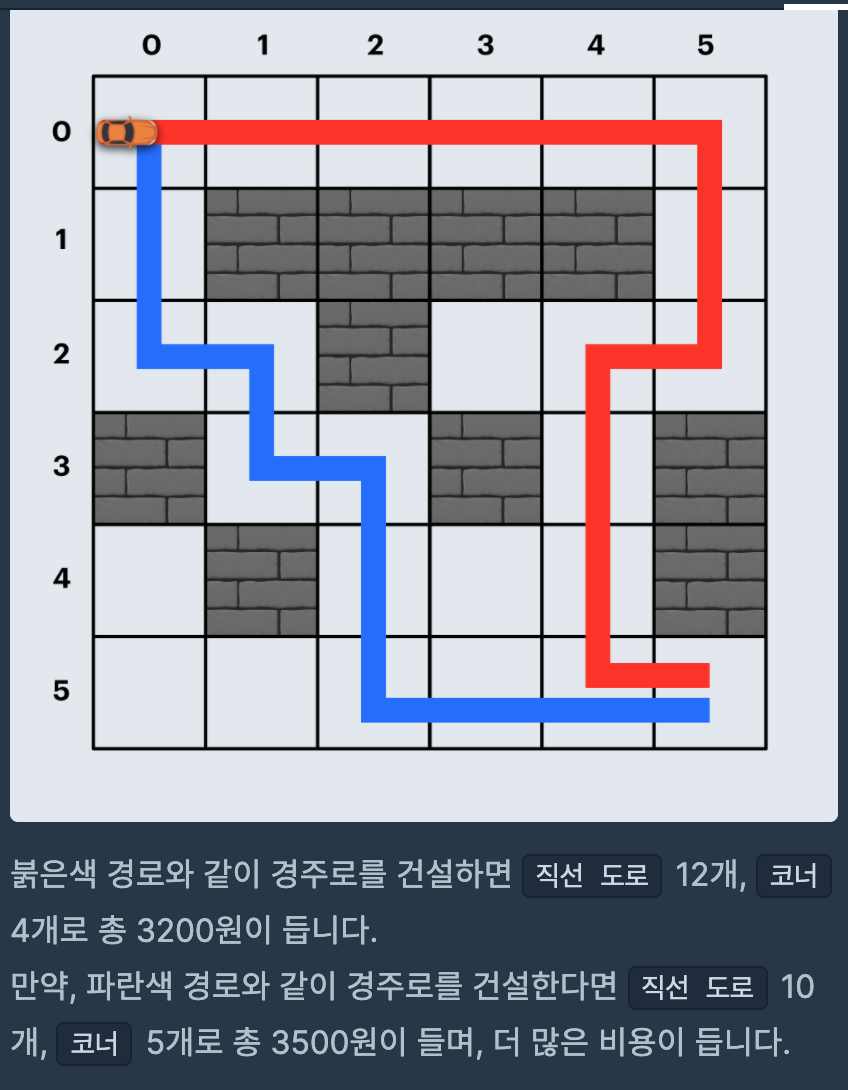 0 1 2 3 4 5
0
1
2
3
4
5
붉은색 경로와 같이 경주로를 건설하면 직선 도로 12개, 코너
4개로 총 3200원이 듭니다.
만약, 파란색 경로와 같이 경주로를 건설한다면 직선 도로 10
개, 코너 5개로 총 3500원이 들며, 더 많은 비용이 듭니다.